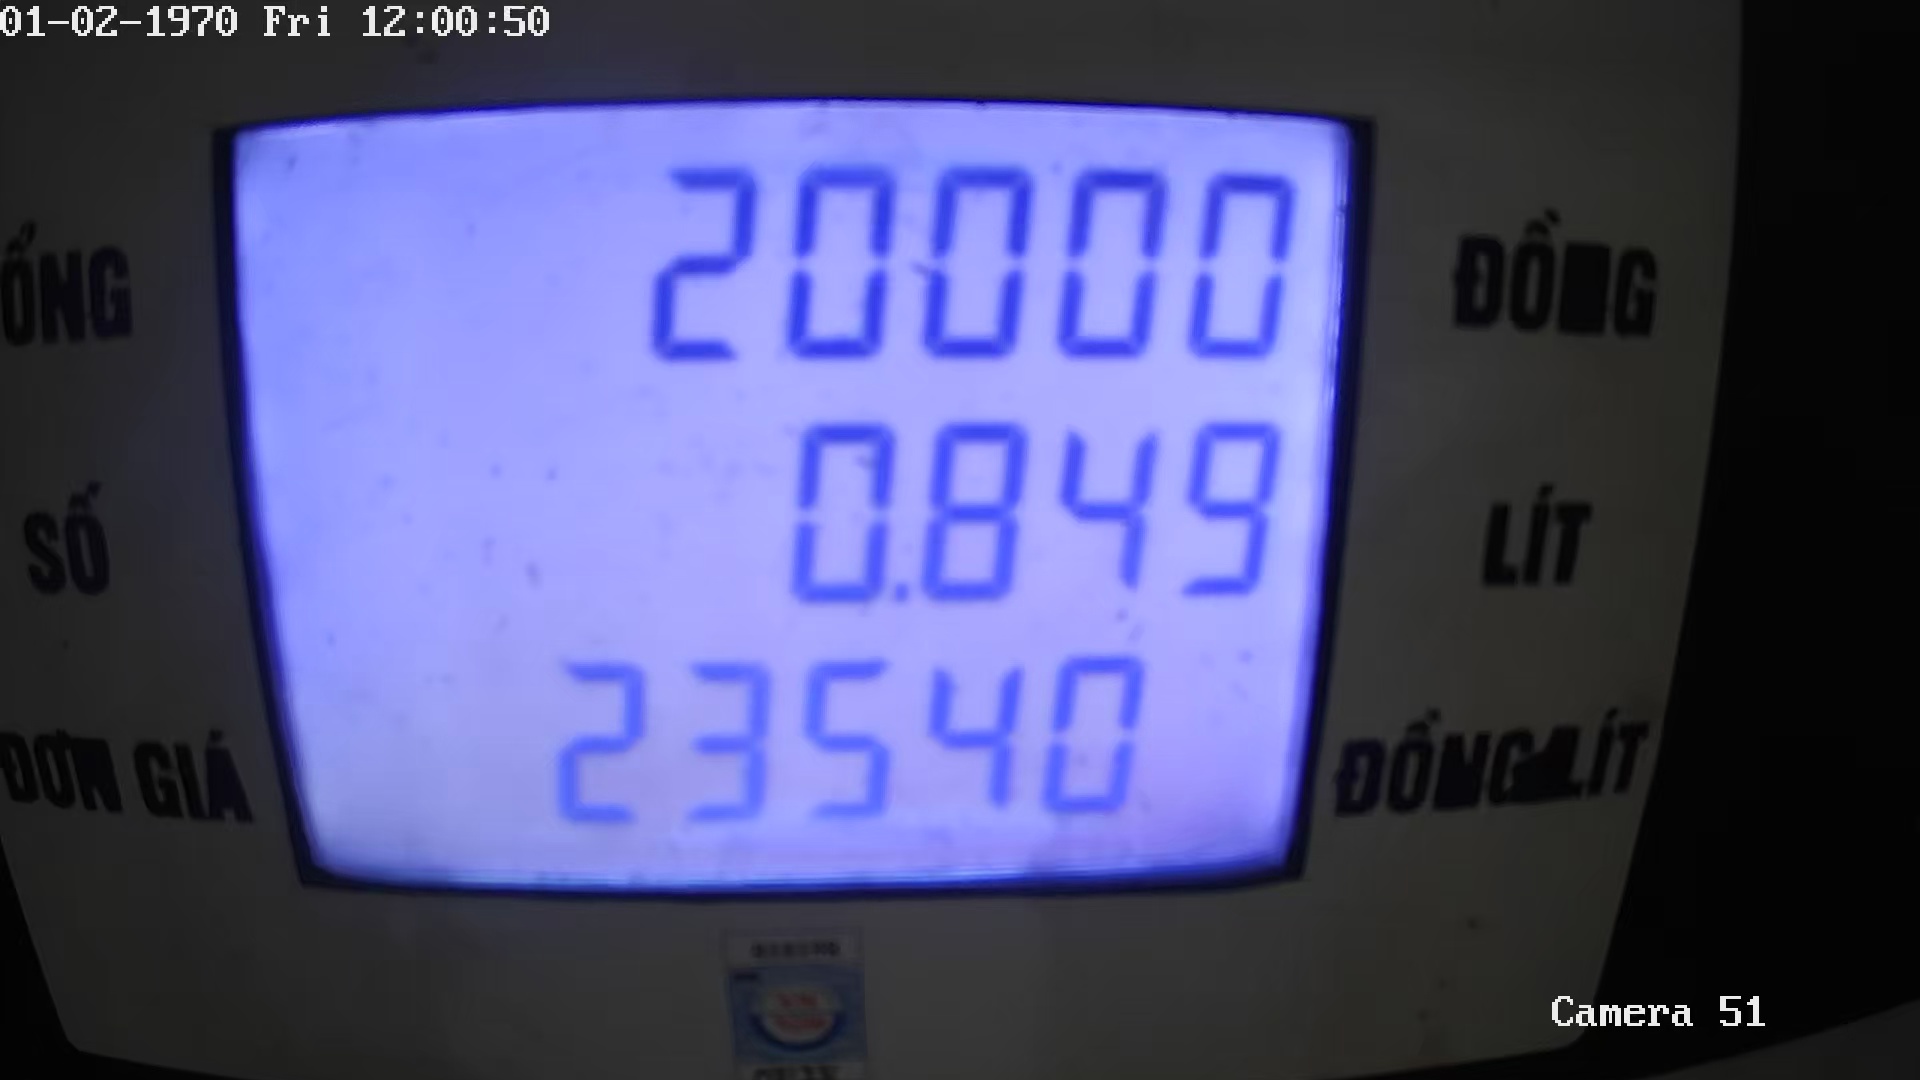 01-02-1970 Fri 12:00:50
20000
ỐNG ĐỒNG
0.849
SỐ LÍT
23540
ĐƠN GIÁ ĐỒNG/LÍT
Camera 51